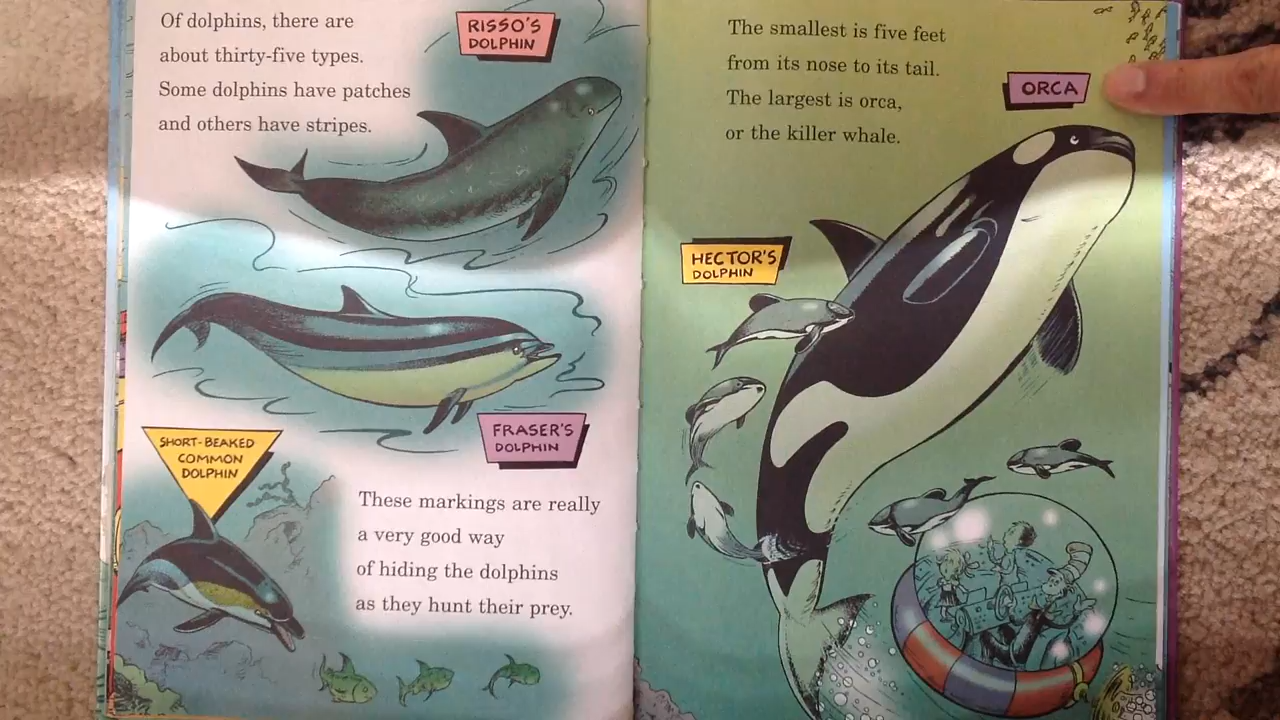 Of dolphins, there are
about thirty-five types.
Some dolphins have patches
and others have stripes.
RISSO'S
DOLPHIN
FRASER'S
DOLPHIN
SHORT-BEAKED
COMMON
DOLPHIN
These markings are really
a very good way
of hiding the dolphins
as they hunt their prey.
The smallest is five feet
from its nose to its tail.
The largest is orca,
or the killer whale.
ORCA
HECTOR'S
DOLPHIN